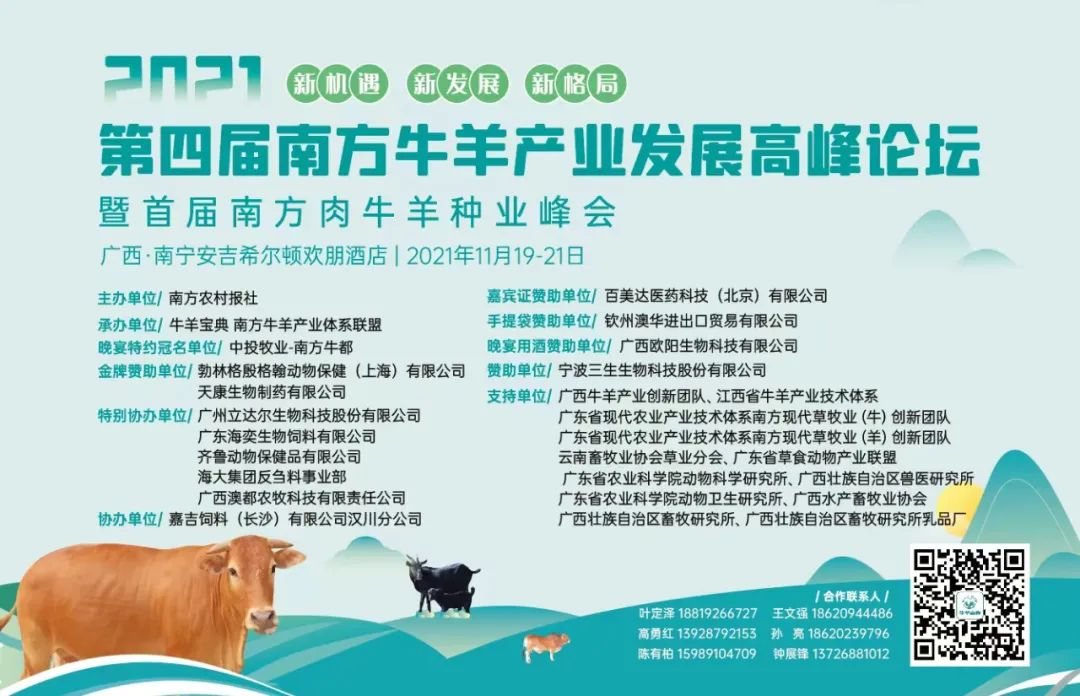 2021 新机遇 新发展 新格局
第四届南方牛羊产业发展高峰论坛
暨首届南方肉牛羊种业峰会
广西·南宁安吉希尔顿欢朋酒店 | 2021年11月19-21日
主办单位/ 南方农村报社
承办单位/ 牛羊宝典 南方牛羊产业体系联盟
晚宴特约冠名单位/ 中投牧业-南方牛都
金牌赞助单位/ 勃林格殷格翰动物保健（上海）有限公司
天康生物制药有限公司
特别协办单位/ 广州立达尔生物科技股份有限公司
广东海奕生物饲料有限公司
齐鲁动物保健品有限公司
海大集团反刍料事业部
广西澳都农牧科技有限责任公司
协办单位/ 嘉吉饲料（长沙）有限公司汉川分公司
嘉宾证赞助单位/ 百美达医药科技（北京）有限公司
手提袋赞助单位/ 钦州澳华进出口贸易有限公司
晚宴用酒赞助单位/ 广西欧阳生物科技有限公司
赞助单位/ 宁波三生生物科技股份有限公司
支持单位/ 广西牛羊产业创新团队、江西省牛羊产业技术体系
广东省现代农业产业技术体系南方现代草牧业 (牛) 创新团队
广东省现代农业产业技术体系南方现代草牧业 (羊) 创新团队
云南畜牧业协会草业分会、广东省草食动物产业联盟
广东省农业科学院动物科学研究所、广西壮族自治区兽医研究所
广东省农业科学院动物卫生研究所、广西水产畜牧业协会
广西壮族自治区畜牧研究所、广西壮族自治区畜牧研究所乳品厂
/ 合作联系人 /
叶定泽 18819266727 王文强 18620944486
高勇红 13928792153 孙 亮 18620239796
陈有柏 15989104709 钟展锋 13726881012